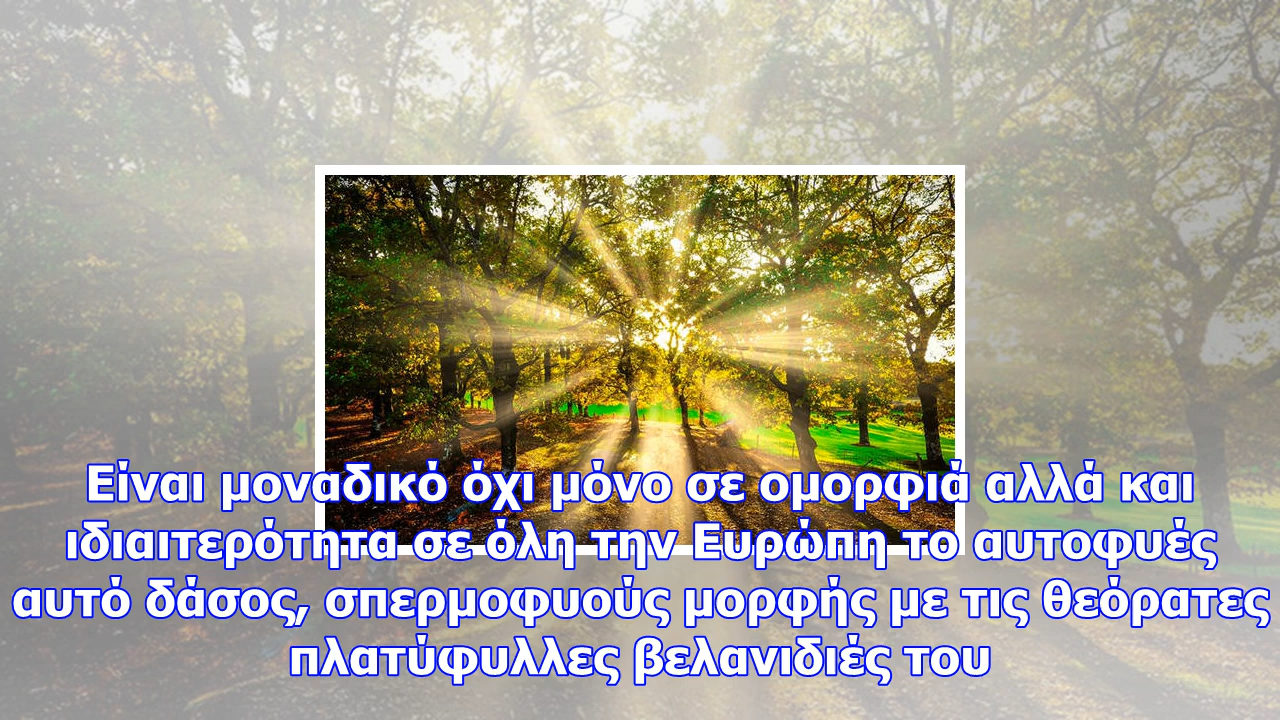 Είναι μοναδικό όχι μόνο σε ομορφιά αλλά και
ιδιαιτερότητα σε όλη την Ευρώπη το αυτοφυές
αυτό δάσος, σπερμοφυούς μορφής με τις θεόρατες
πλατύφυλλες βελανιδιές του